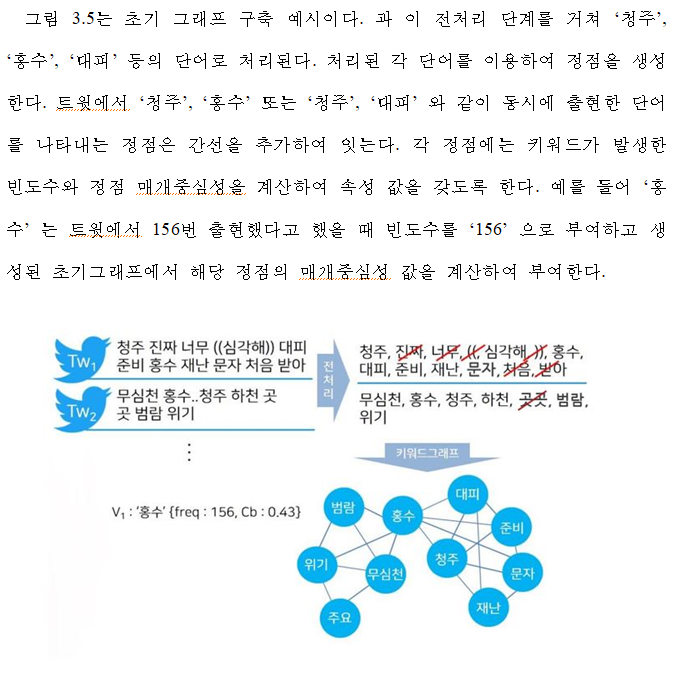 그림 3.5는 초기 그래프 구축 예시이다. 과 이 전처리 단계를 거쳐 ‘청주’,
‘홍수’, ‘대피’ 등의 단어로 처리된다. 처리된 각 단어를 이용하여 정점을 생성
한다. 트윗에서 ‘청주’, ‘홍수’ 또는 ‘청주’, ‘대피’ 와 같이 동시에 출현한 단어
를 나타내는 정점은 간선을 추가하여 잇는다. 각 정점에는 키워드가 발생한
빈도수와 정점 매개중심성을 계산하여 속성 값을 갖도록 한다. 예를 들어 ‘홍
수’ 는 트윗에서 156번 출현했다고 했을 때 빈도수를 ‘156’ 으로 부여하고 생
성된 초기그래프에서 해당 정점의 매개중심성 값을 계산하여 부여한다.
Tw1
청주 진짜 너무 ((심각해)) 대피
준비 홍수 재난 문자 처음 받아
Tw2
무심천 홍수..청주 하천 곳
곳 범람 위기
전처리
청주, 진짜, 너무, ((, 심각해, )), 홍수,
대피, 준비, 재난, 문자, 처음, 받아
무심천, 홍수, 청주, 하천, 곳곳, 범람,
위기
키워드그래프
V1 : ‘홍수’ {freq : 156, Cb : 0.43}
범람
홍수
대피
준비
위기
무심천
청주
문자
주요
재난